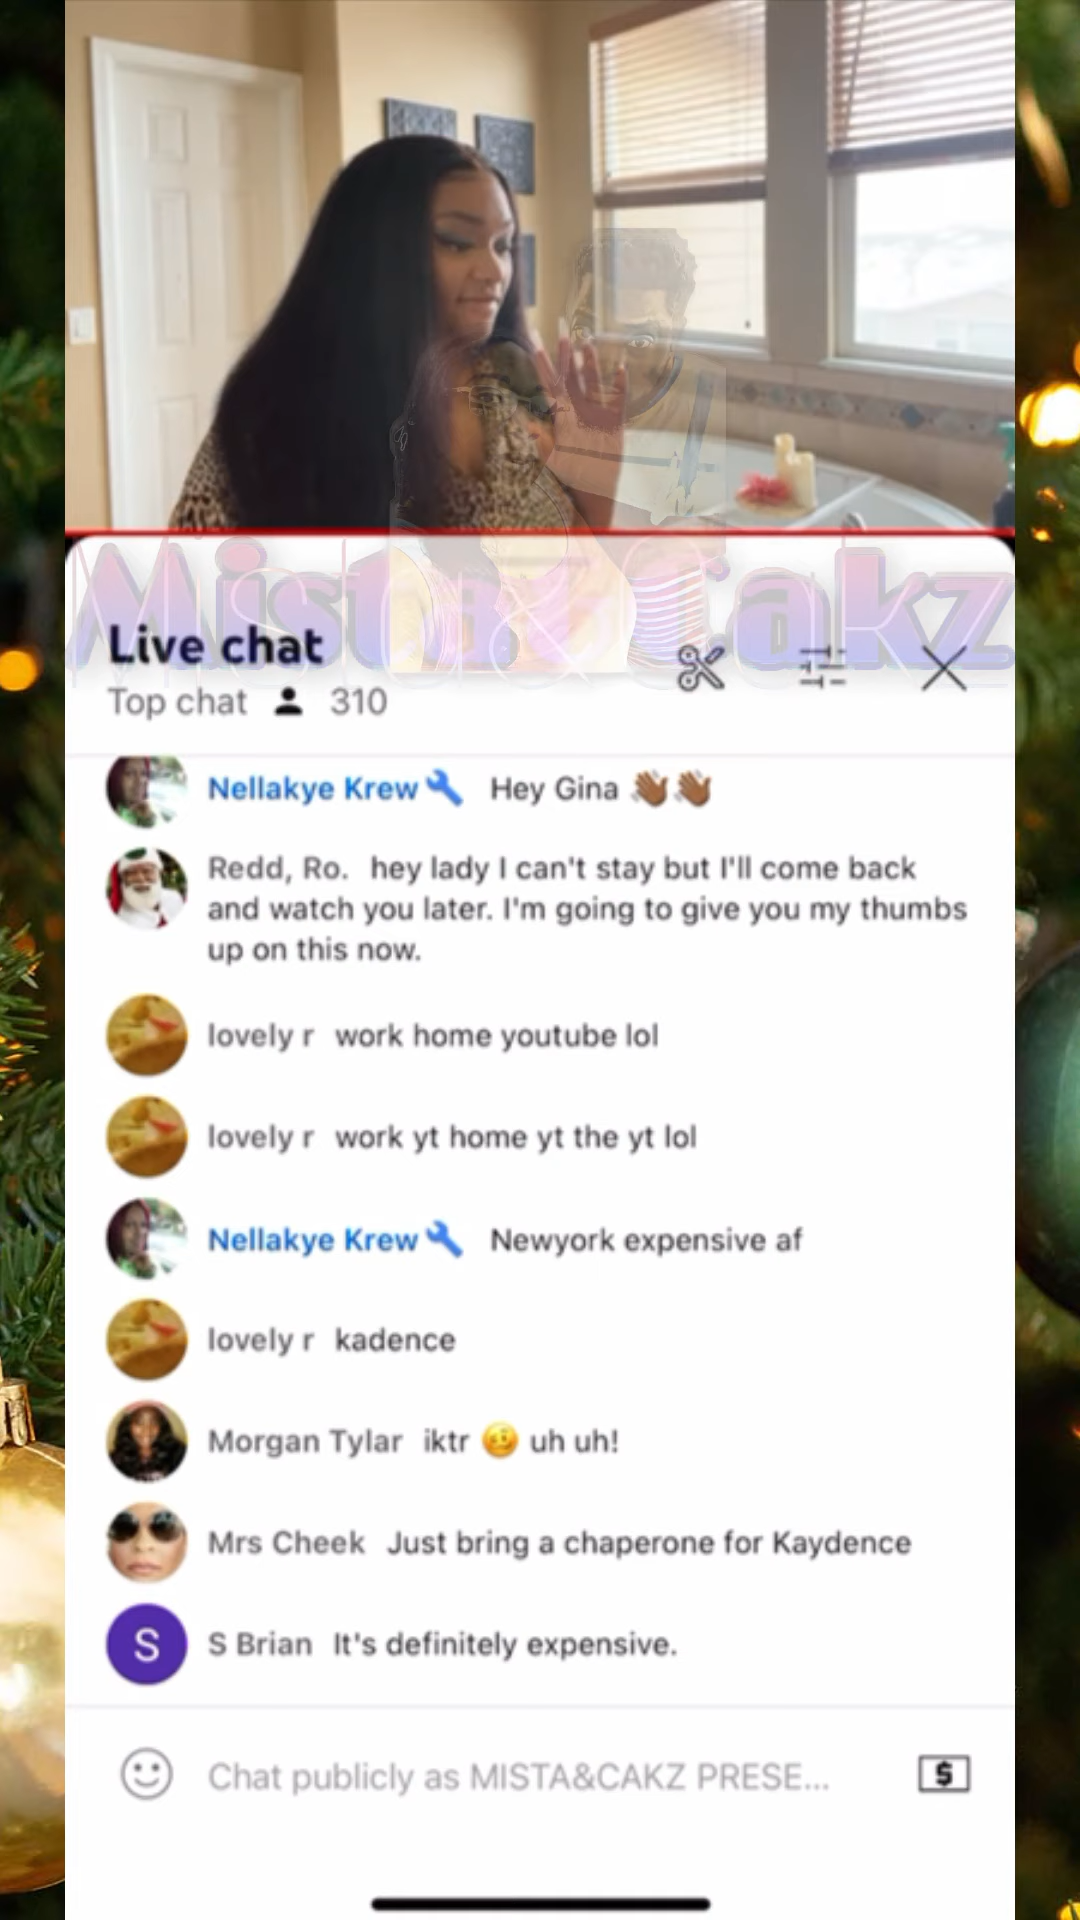 Mista&Cakz
Live chat
Top chat 310
Nellakye Krew Hey Gina 👋🏾👋🏾
Redd, Ro. hey lady I can't stay but I'll come back
and watch you later. I'm going to give you my thumbs
up on this now.
lovely r work home youtube lol
lovely r work yt home yt the yt lol
Nellakye Krew Newyork expensive af
lovely r kadence
Morgan Tylar iktr 🥴 uh uh!
Mrs Cheek Just bring a chaperone for Kaydence
S
S Brian It's definitely expensive.
Chat publicly as MISTA&CAKZ PRESE...
$